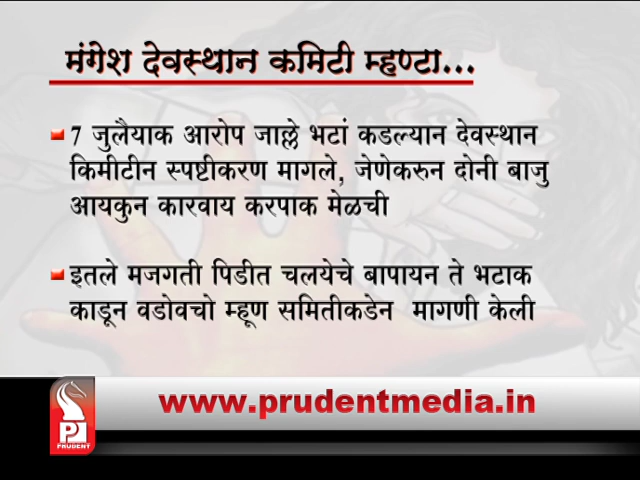 मंगेश देवस्थान कमिटी म्हण्टा...
7 जुलैयाक आरोप जाल्ले भटां कडल्यान देवस्थान
किमीटीन स्पष्टीकरण मागले, जेणेकरुन दोनी बाजु
आयकुन कारवाय करपाक मेळची
इतले मजगती पिडीत चलयेचे बापायन ते भटाक
काडून वडोवचो म्हूण समितीकडेन मागणी केली
www.prudentmedia.in
PRUDENT